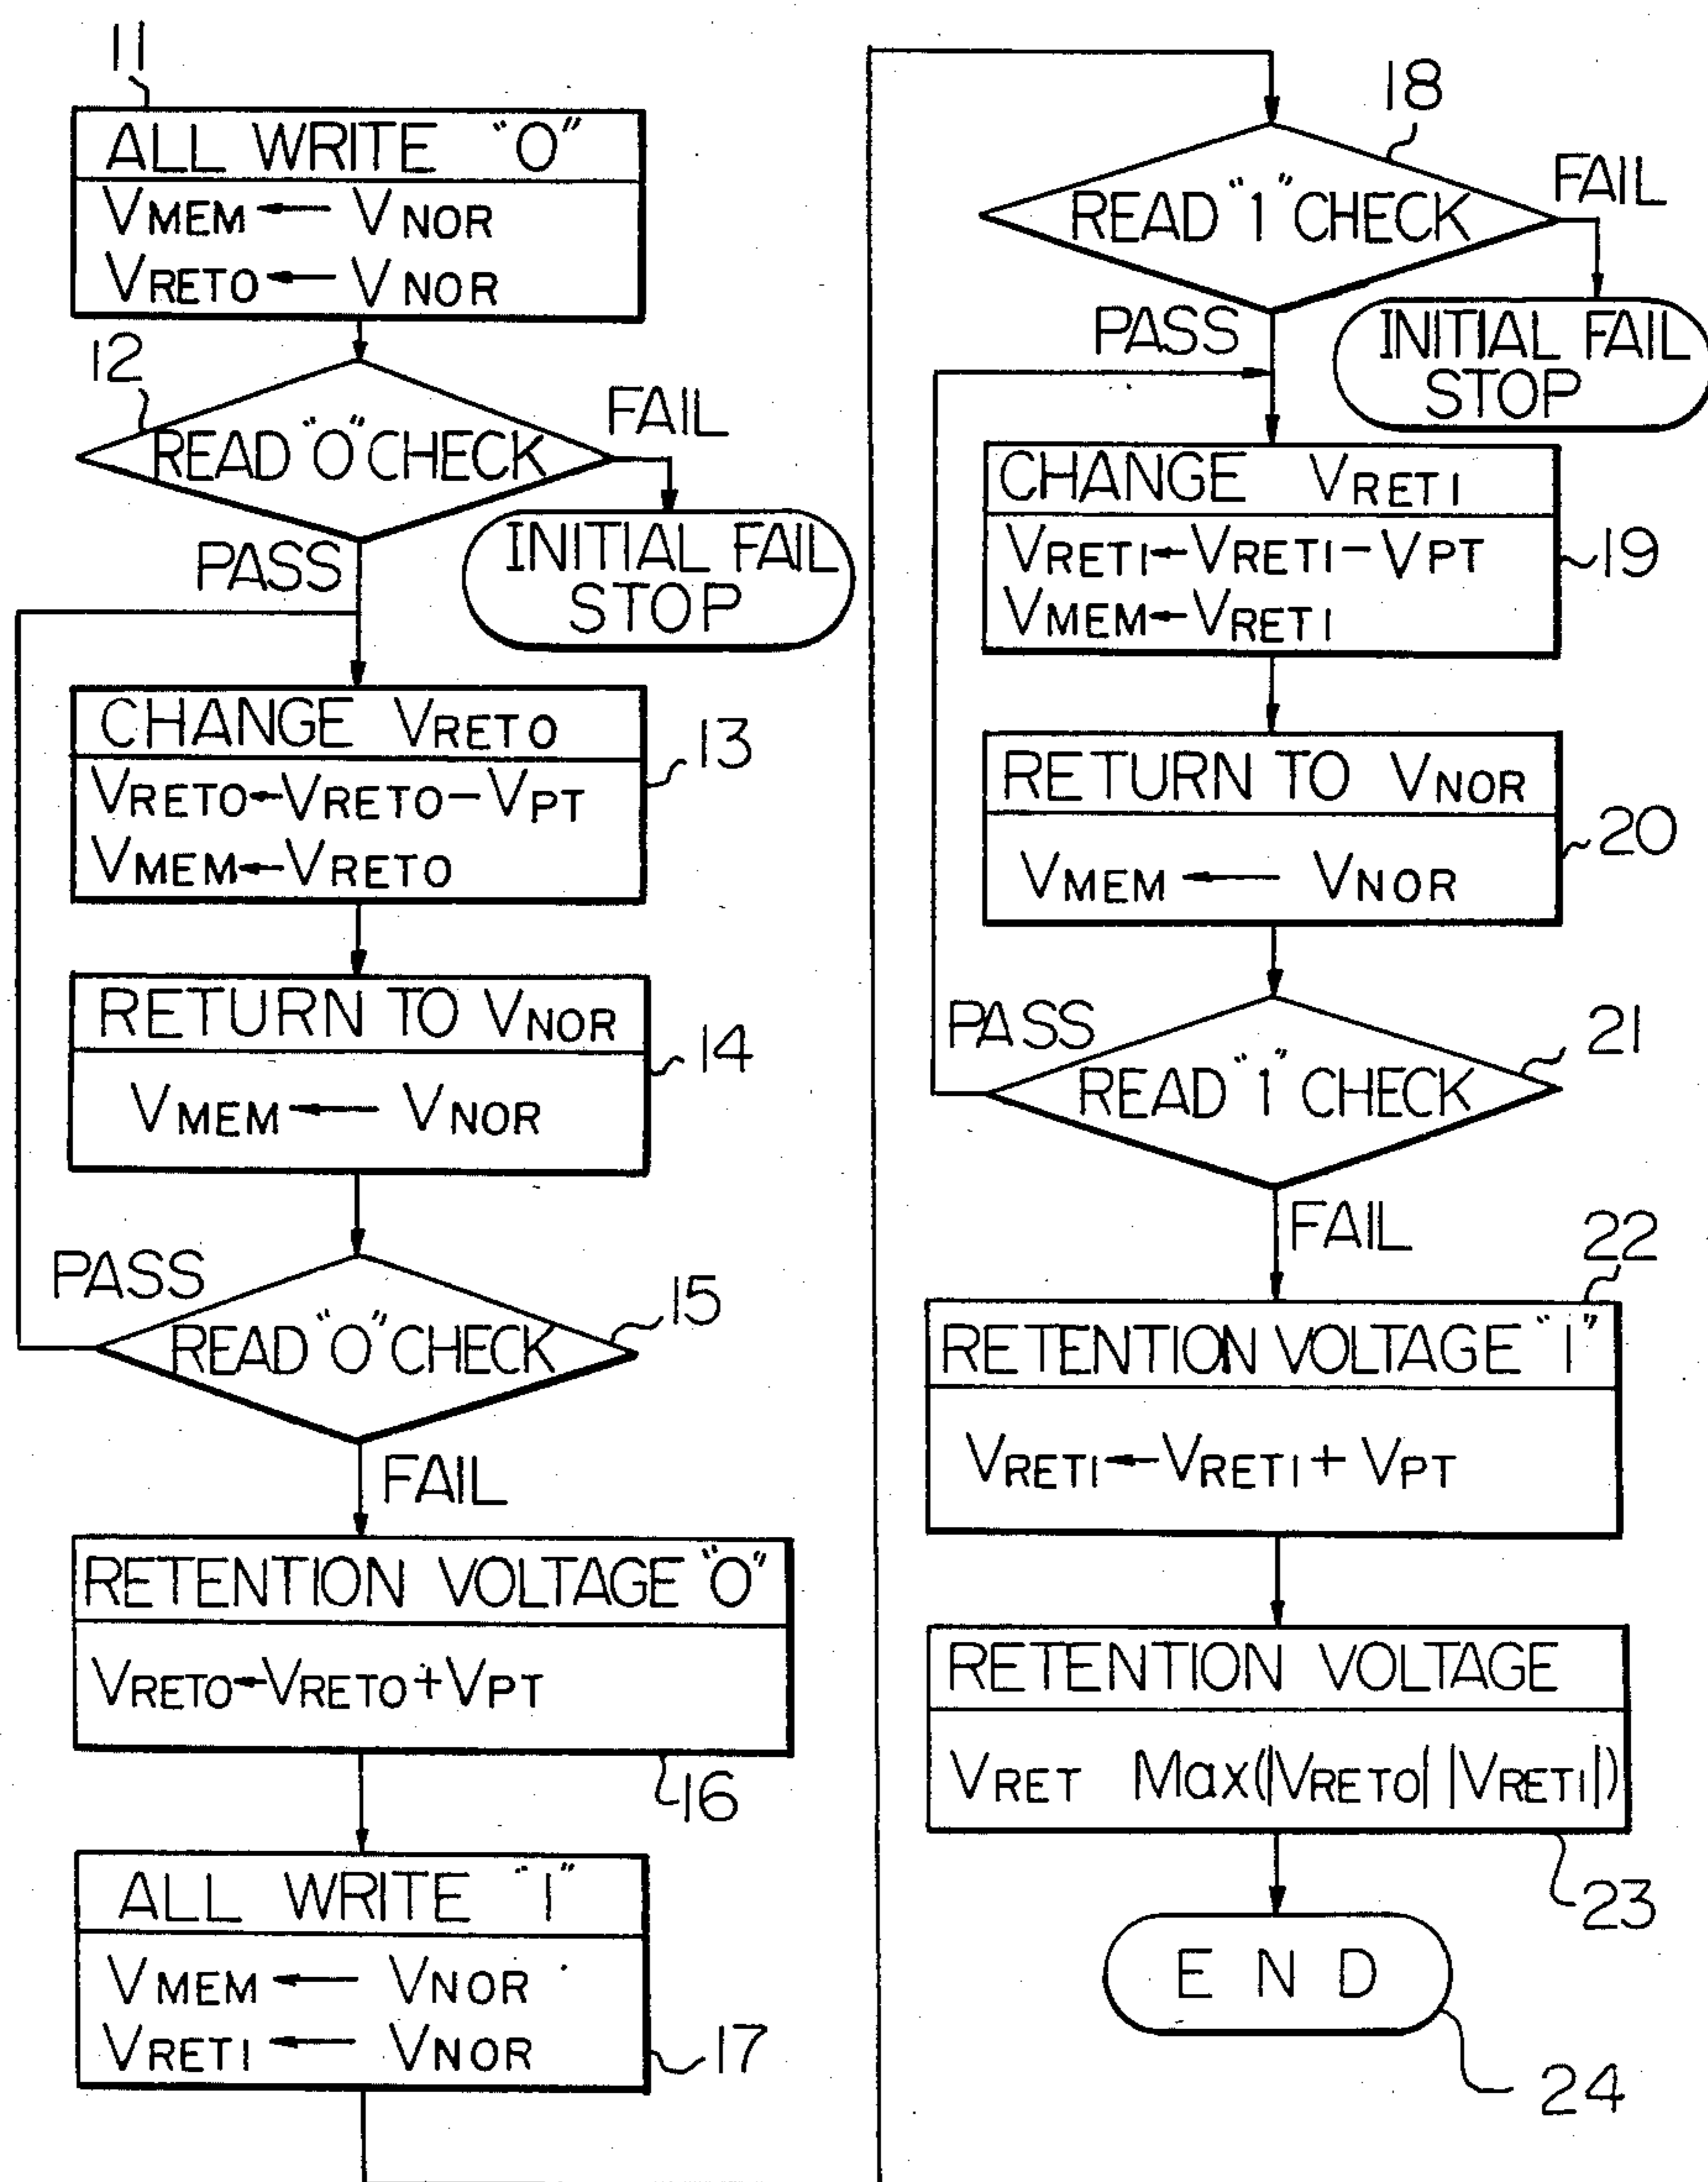 11
ALL WRITE "0"
VMEM ← VNOR
VRET0 ← VNOR
12
READ "0" CHECK
FAIL
INITIAL FAIL
STOP
PASS
CHANGE VRET0
VRET0←VRET0−VPT
VMEM←VRET0
13
RETURN TO VNOR
VMEM ← VNOR
14
PASS
READ "0" CHECK
15
FAIL
RETENTION VOLTAGE "0"
VRET0←VRET0+VPT
16
ALL WRITE "1"
VMEM ← VNOR
VRET1 ← VNOR
17
18
READ "1" CHECK
FAIL
INITIAL FAIL
STOP
PASS
CHANGE VRET1
VRET1←VRET1−VPT
VMEM←VRET1
19
RETURN TO VNOR
VMEM ← VNOR
20
PASS
READ "1" CHECK
21
FAIL
22
RETENTION VOLTAGE "1"
VRET1←VRET1+VPT
RETENTION VOLTAGE
VRET Max(|VRET0| |VRET1|)
23
END
24